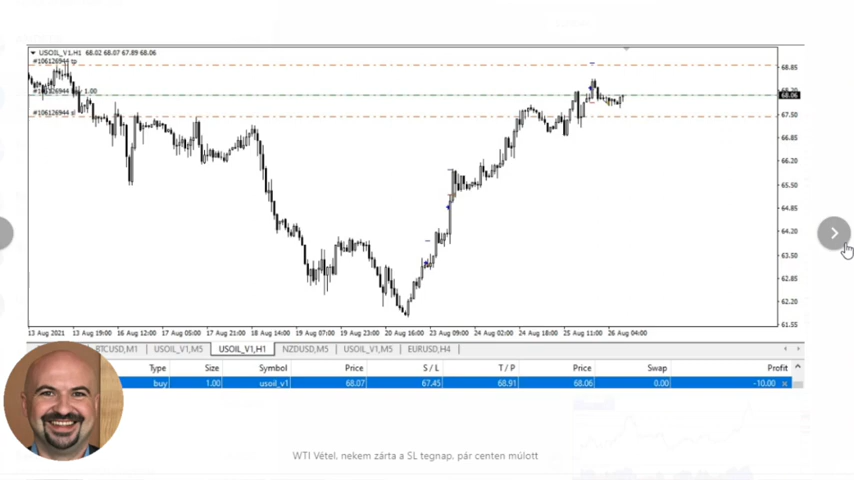 USOIL_V1,H1 68.02 68.07 67.89 68.06
#106126944 tp
68.85
#106126944 1.00
68.20
68.06
#106126944 sl
67.50
66.85
66.20
65.50
64.85
64.20
63.50
62.85
62.20
61.55
13 Aug 2021 13 Aug 19:00 16 Aug 12:00 17 Aug 05:00 17 Aug 21:00 18 Aug 14:00 19 Aug 07:00 19 Aug 23:00 20 Aug 16:00 23 Aug 09:00 24 Aug 02:00 24 Aug 18:00 25 Aug 11:00 26 Aug 04:00
BTCUSD,M1 USOIL_V1,M5 USOIL_V1,H1 NZDUSD,M5 USOIL_V1,M5 EURUSD,H4
Type Size Symbol Price S / L T / P Price Swap Profit
buy 1.00 usoil_v1 68.07 67.45 68.91 68.06 0.00 -10.00
WTI Vétel, nekem zárta a SL tegnap. pár centen múlott